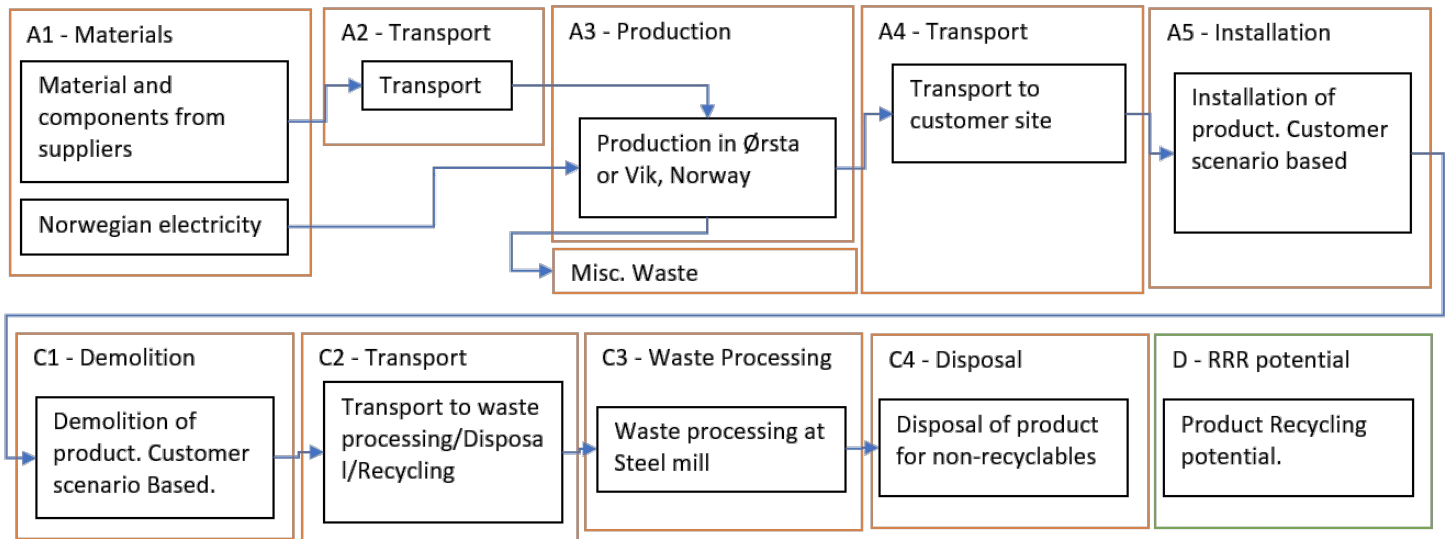 A1 - Materials
Material and
components from
suppliers
Norwegian electricity
A2 - Transport
Transport
A3 - Production
Production in Ørsta
or Vik, Norway
Misc. Waste
A4 - Transport
Transport to
customer site
A5 - Installation
Installation of
product. Customer
scenario based
C1 - Demolition
Demolition of
product. Customer
scenario Based.
C2 - Transport
Transport to waste
processing/Disposa
l/Recycling
C3 - Waste Processing
Waste processing at
Steel mill
C4 - Disposal
Disposal of product
for non-recyclables
D - RRR potential
Product Recycling
potential.